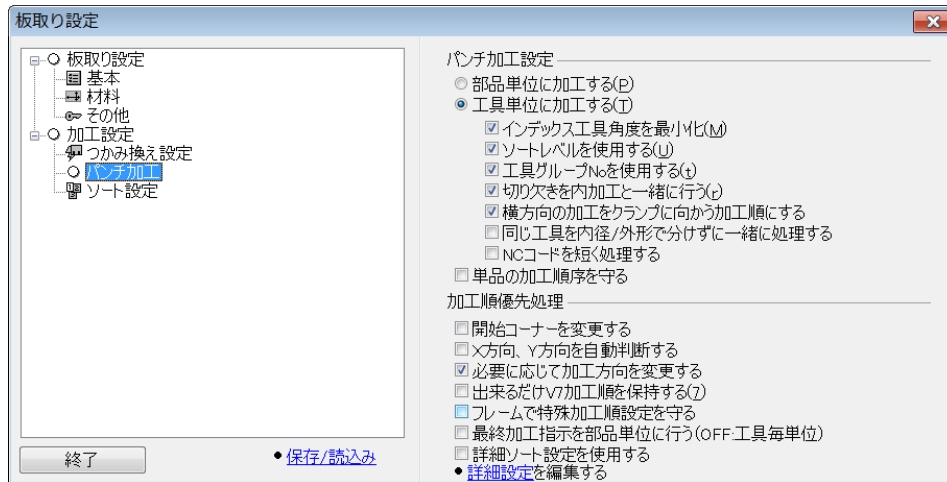 板取り設定
板取り設定
基本
材料
その他
加工設定
つかみ換え設定
パンチ加工
ソート設定
終了
保存/読込み
パンチ加工設定
部品単位に加工する(P)
工具単位に加工する(T)
インデックス工具角度を最小化(M)
ソートレベルを使用する(U)
工具グループNoを使用する(t)
切り欠きを内加工と一緒に行う(r)
横方向の加工をクランプに向かう加工順にする
同じ工具を内径/外形で分けずに一緒に処理する
NCコードを短く処理する
単品の加工順序を守る
加工順優先処理
開始コーナーを変更する
X方向、Y方向を自動判断する
必要に応じて加工方向を変更する
出来るだけV7加工順を保持する(7)
フレームで特殊加工順設定を守る
最終加工指示を部品単位に行う(OFF:工具毎単位)
詳細ソート設定を使用する
詳細設定を編集する